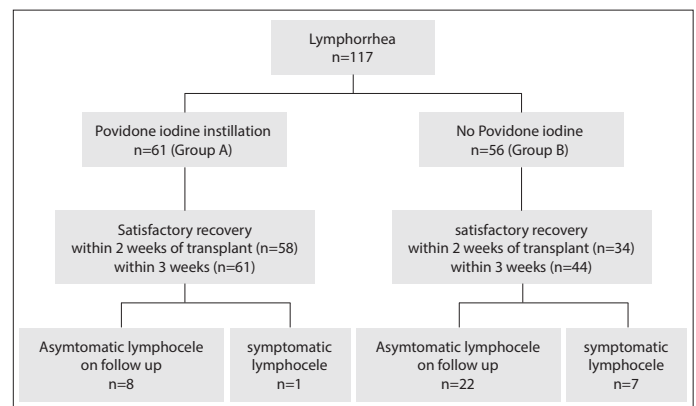 Lymphorrhea
n=117
Povidone iodine instillation
n=61 (Group A)
No Povidone iodine
n=56 (Group B)
Satisfactory recovery
within 2 weeks of transplant (n=58)
within 3 weeks (n=61)
satisfactory recovery
within 2 weeks of transplant (n=34)
within 3 weeks (n=44)
Asymtomatic lymphocele
on follow up
n=8
symptomatic
lymphocele
n=1
Asymtomatic lymphocele
on follow up
n=22
symptomatic
lymphocele
n=7